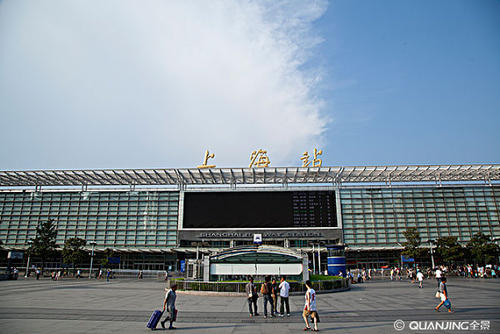 上海站
SHANGHAI RAILWAY STATION
© QUANJING全景